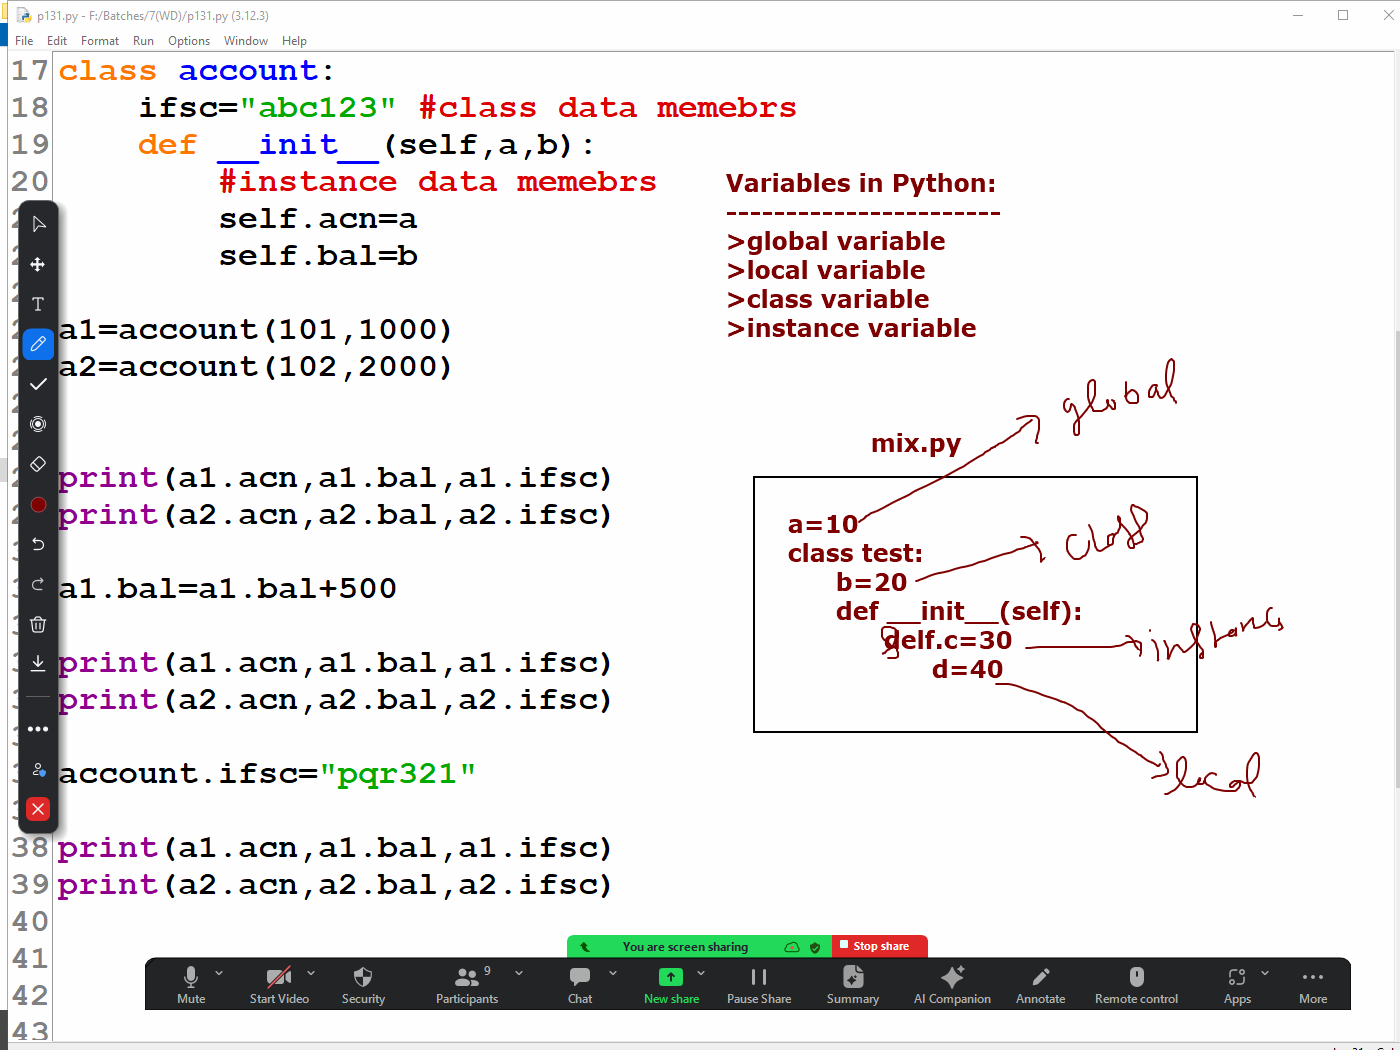 p131.py - F:/Batches/7(WD)/p131.py (3.12.3)
File Edit Format Run Options Window Help
17 class account:
18 ifsc="abc123" #class data memebrs
19 def __init__(self,a,b):
20 #instance data memebrs
self.acn=a
self.bal=b
a1=account(101,1000)
a2=account(102,2000)
print(a1.acn,a1.bal,a1.ifsc)
print(a2.acn,a2.bal,a2.ifsc)
a1.bal=a1.bal+500
print(a1.acn,a1.bal,a1.ifsc)
print(a2.acn,a2.bal,a2.ifsc)
account.ifsc="pqr321"
38 print(a1.acn,a1.bal,a1.ifsc)
39 print(a2.acn,a2.bal,a2.ifsc)
40
41
42
43
Variables in Python:
-----------------------
>global variable
>local variable
>class variable
>instance variable
global
mix.py
a=10
class test:
class
b=20
def __init__(self):
self.c=30
instance
d=40
local
You are screen sharing Stop share
9
Mute Start Video Security Participants Chat New share Pause Share Summary AI Companion Annotate Remote control Apps More